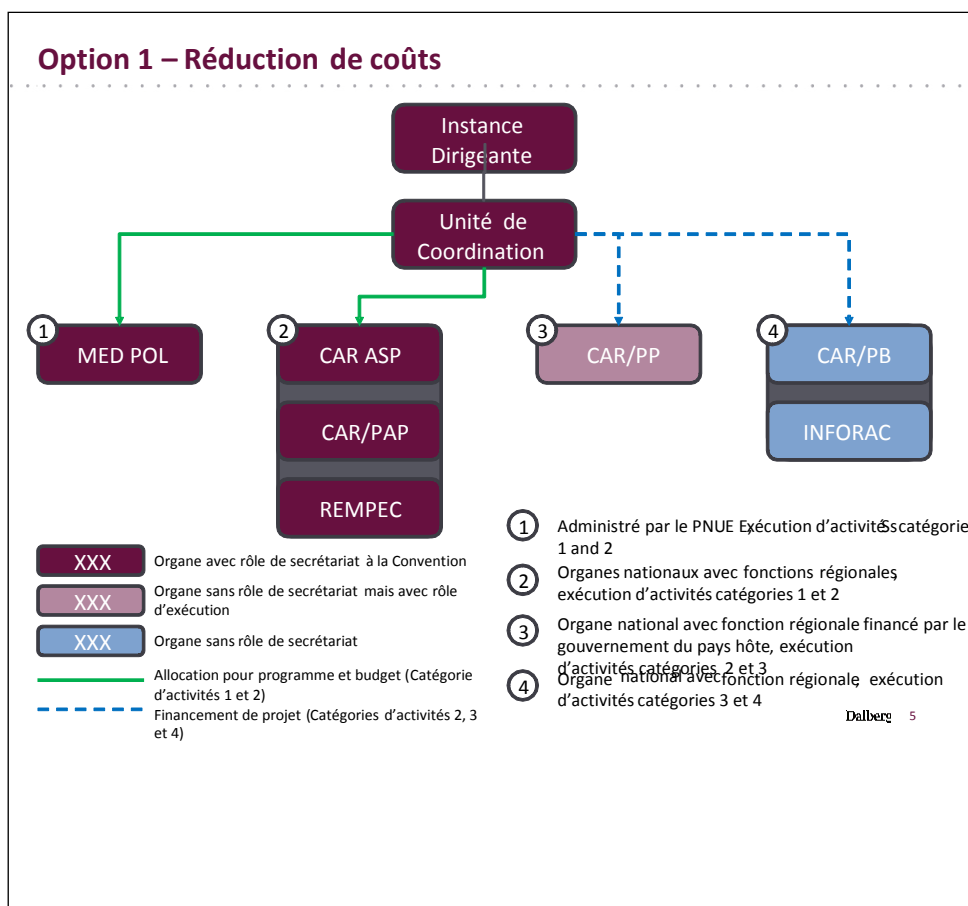 Option 1 – Réduction de coûts
Instance
Dirigeante
Unité de
Coordination
1
MED POL
2
CAR ASP
CAR/PAP
REMPEC
3
CAR/PP
4
CAR/PB
INFORAC
XXX Organe avec rôle de secrétariat à la Convention
XXX Organe sans rôle de secrétariat mais avec rôle
d’exécution
XXX Organe sans rôle de secrétariat
Allocation pour programme et budget (Catégorie
d’activités 1 et 2)
Financement de projet (Catégories d’activités 2, 3
et 4)
1 Administré par le PNUE, Exécution d’activités catégorie
1 and 2
2 Organes nationaux avec fonctions régionales,
exécution d’activités catégories 1 et 2
3 Organe national avec fonction régionale financé par le
gouvernement du pays hôte, exécution
d’activités catégories 2 et 3
4 Organe national avec fonction régionale, exécution
d’activités catégories 3 et 4
Dalberg 5